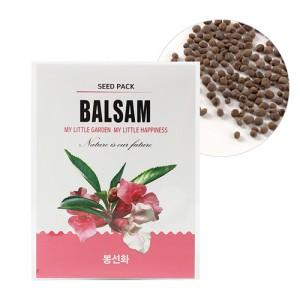 SEED PACK
BALSAM
MY LITTLE GARDEN MY LITTLE HAPPINESS
Nature is our future
봉선화